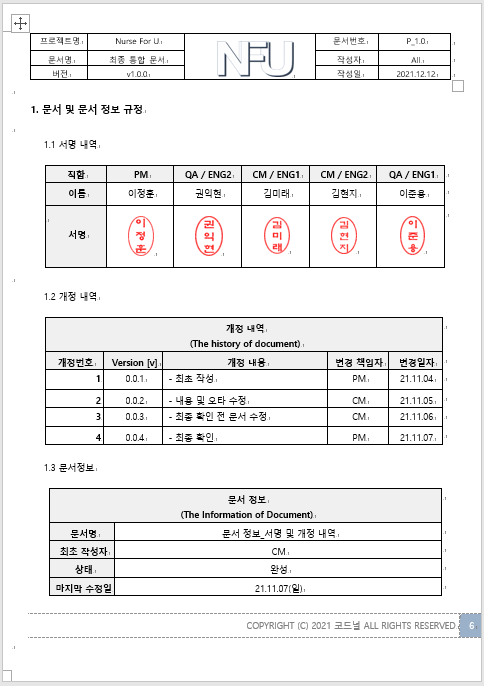 프로젝트명 Nurse For U NFU 문서번호 P_1.0
문서명 최종 통합 문서 작성자 All
버전 v1.0.0 작성일 2021.12.12
1. 문서 및 문서 정보 규정
1.1 서명 내역
직함 PM QA / ENG2 CM / ENG1 CM / ENG2 QA / ENG1
이름 이정훈 권익현 김미래 김현지 이준용
서명 이정훈 권익현 김미래 김현지 이준용
1.2 개정 내역
개정 내역
(The history of document)
개정번호 Version [v] 개정 내용 변경 책임자 변경일자
1 0.0.1 - 최초 작성 PM 21.11.04
2 0.0.2 - 내용 및 오타 수정 CM 21.11.05
3 0.0.3 - 최종 확인 전 문서 수정 CM 21.11.06
4 0.0.4 - 최종 확인 PM 21.11.07
1.3 문서정보
문서 정보
(The Information of Document)
문서명 문서 정보_서명 및 개정 내역
최초 작성자 CM
상태 완성
마지막 수정일 21.11.07(일)
COPYRIGHT (C) 2021 코드널 ALL RIGHTS RESERVED 6